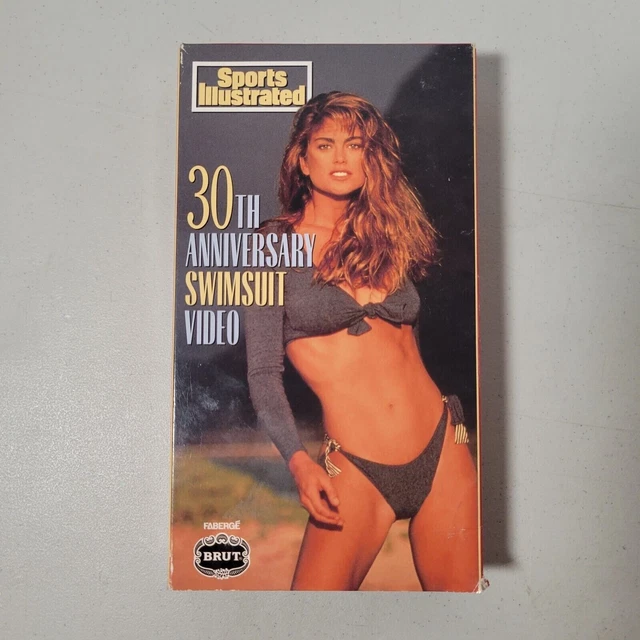 Sports
Illustrated
30TH
ANNIVERSARY
SWIMSUIT
VIDEO
FABERGÉ
BRUT